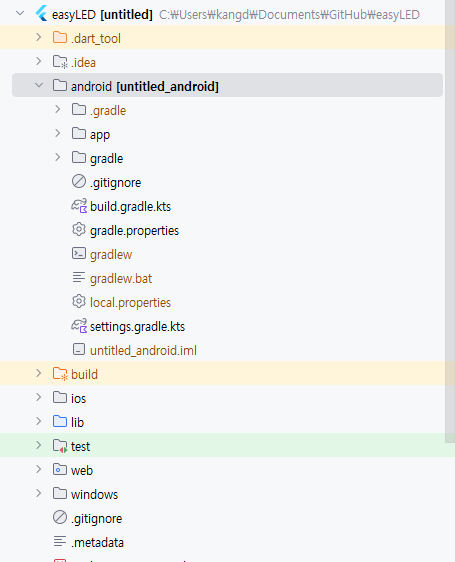 easyLED [untitled] C:₩Users₩kangd₩Documents₩GitHub₩easyLED
.dart_tool
.idea
android [untitled_android]
.gradle
app
gradle
.gitignore
build.gradle.kts
gradle.properties
gradlew
gradlew.bat
local.properties
settings.gradle.kts
untitled_android.iml
build
ios
lib
test
web
windows
.gitignore
.metadata